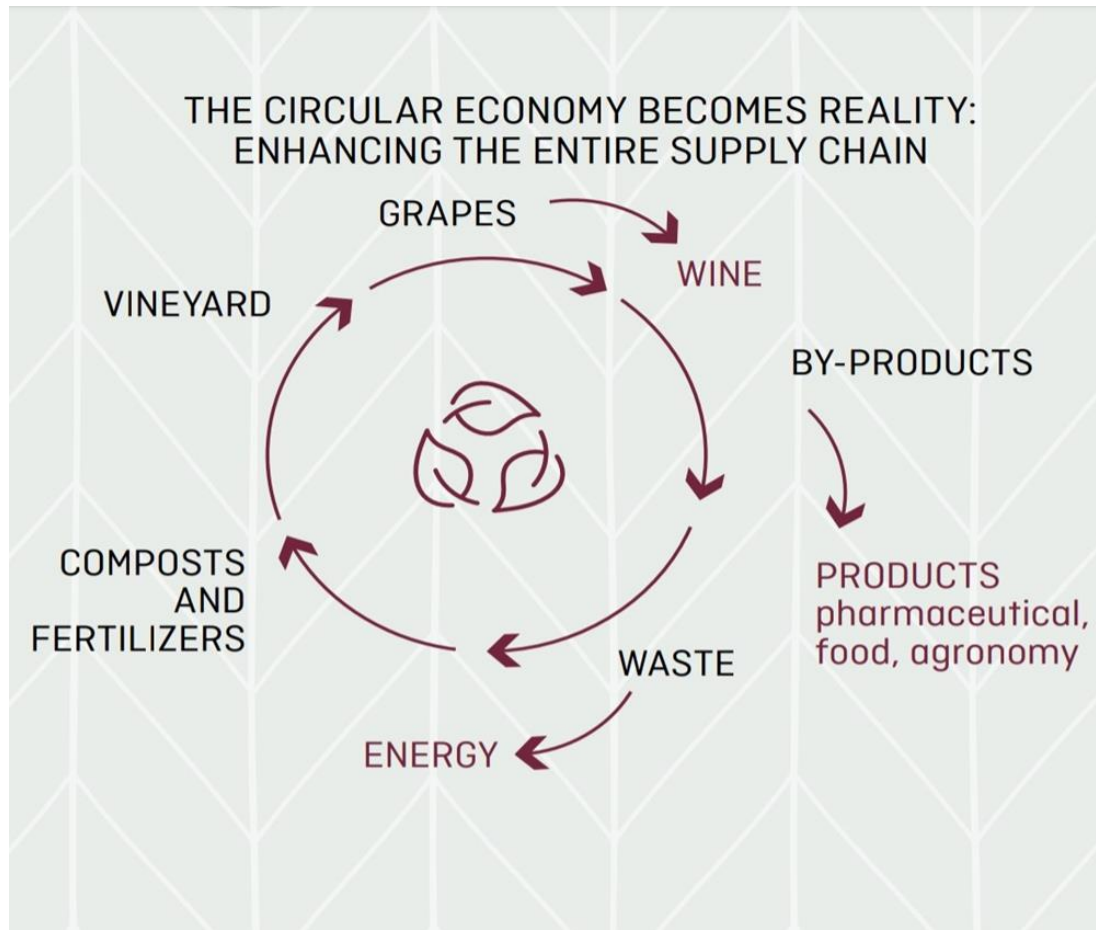 THE CIRCULAR ECONOMY BECOMES REALITY:
ENHANCING THE ENTIRE SUPPLY CHAIN
GRAPES
WINE
VINEYARD
BY-PRODUCTS
COMPOSTS
AND
FERTILIZERS
PRODUCTS
pharmaceutical,
food, agronomy
WASTE
ENERGY